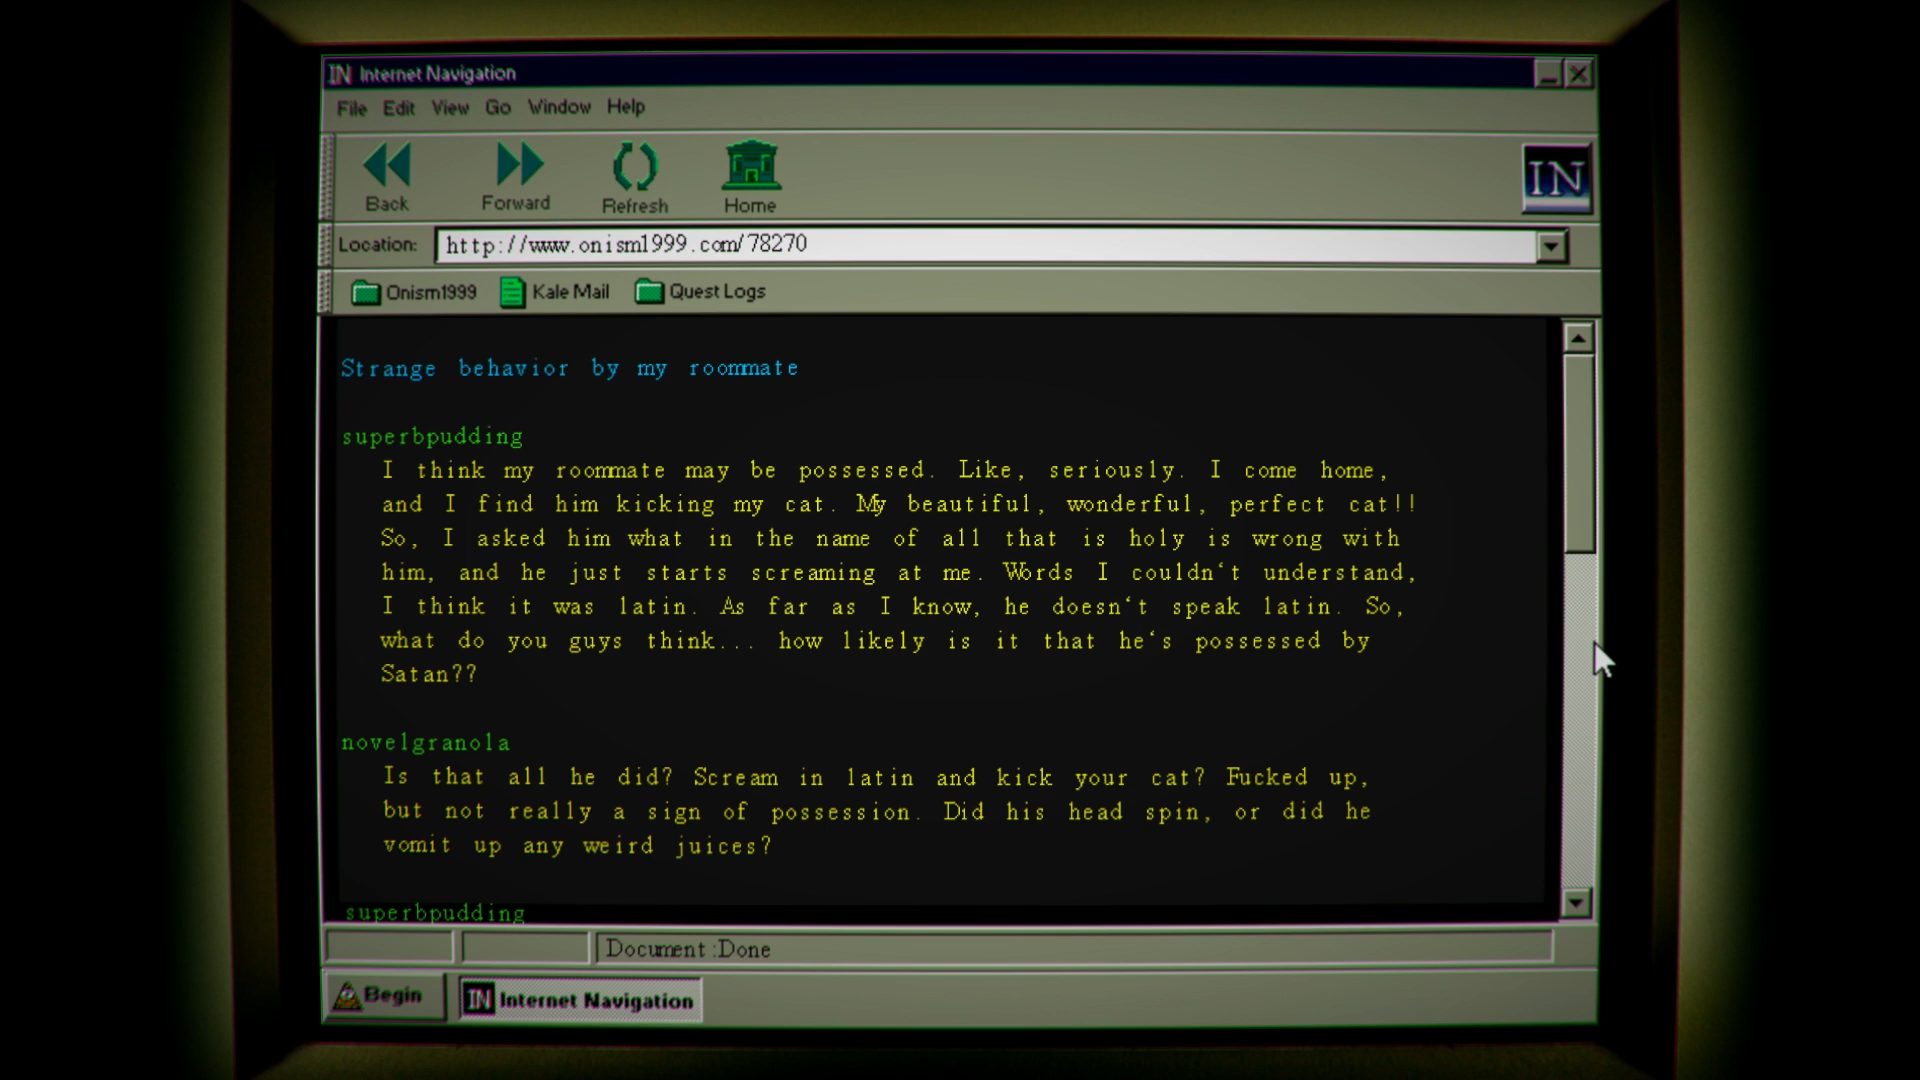 IN Internet Navigation
File Edit View Go Window Help
Back Forward Refresh Home
IN
Location: http://www.onism1999.com/78270
Onism1999 Kale Mail Quest Logs
Strange behavior by my roommate
superbpudding
I think my roommate may be possessed. Like, seriously. I come home,
and I find him kicking my cat. My beautiful, wonderful, perfect cat!!
So, I asked him what in the name of all that is holy is wrong with
him, and he just starts screaming at me. Words I couldn't understand,
I think it was latin. As far as I know, he doesn't speak latin. So,
what do you guys think... how likely is it that he's possessed by
Satan??
novelgranola
Is that all he did? Scream in latin and kick your cat? Fucked up,
but not really a sign of possession. Did his head spin, or did he
vomit up any weird juices?
superbpudding
Document :Done
Begin IN Internet Navigation